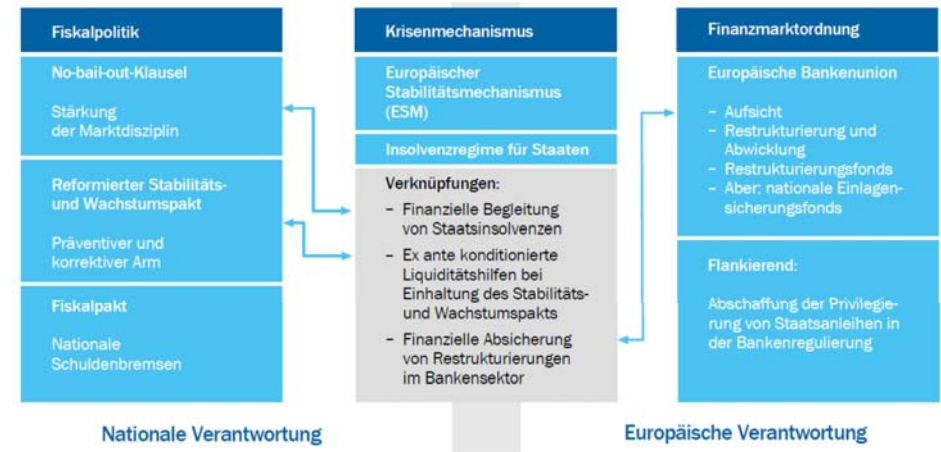 Fiskalpolitik
No-bail-out-Klausel
Stärkung
der Marktdisziplin
Reformierter Stabilitäts-
und Wachstumspakt
Präventiver und
korrektiver Arm
Fiskalpakt
Nationale
Schuldenbremsen
Nationale Verantwortung
Krisenmechanismus
Europäischer
Stabilitätsmechanismus
(ESM)
Insolvenzregime für Staaten
Verknüpfungen:
– Finanzielle Begleitung
von Staatsinsolvenzen
– Ex ante konditionierte
Liquiditätshilfen bei
Einhaltung des Stabilitäts-
und Wachstumspakts
– Finanzielle Absicherung
von Restrukturierungen
im Bankensektor
Finanzmarktordnung
Europäische Bankenunion
– Aufsicht
– Restrukturierung und
Abwicklung
– Restrukturierungsfonds
– Aber: nationale Einlagen-
sicherungsfonds
Flankierend:
Abschaffung der Privilegie-
rung von Staatsanleihen in
der Bankenregulierung
Europäische Verantwortung